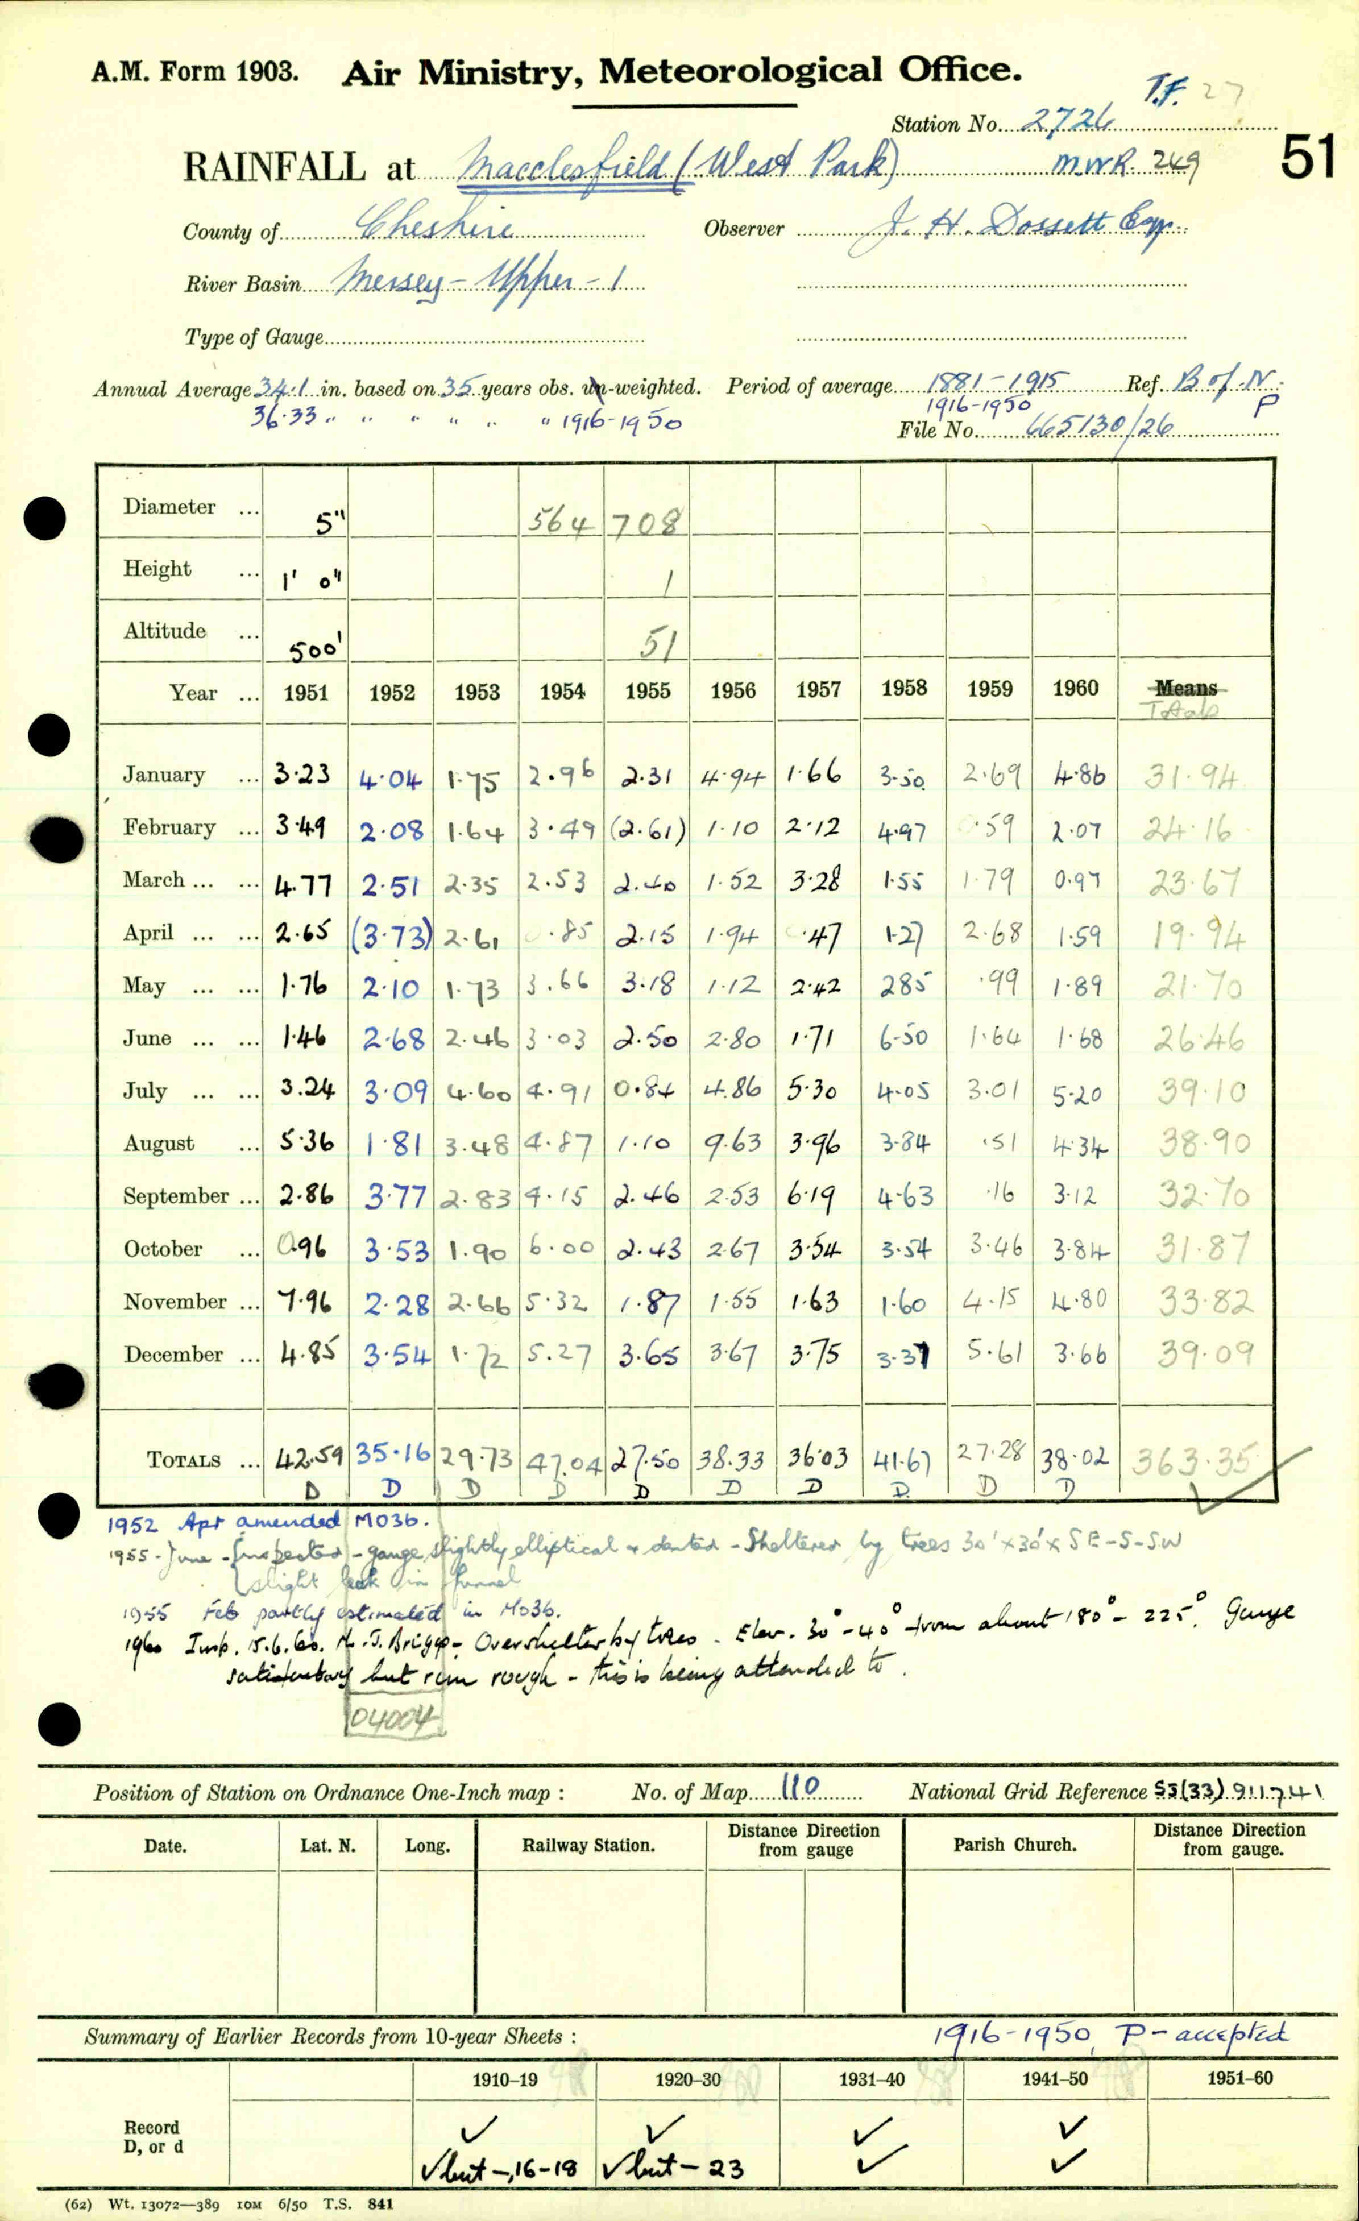 A.M. Form 1903. Air Ministry, Meteorological Office.
T.F. 27
Station No. 2726
RAINFALL at Macclesfield (West Park) MWR 249
51
County of Cheshire Observer J. H. Dossett Esq.
River Basin Mersey - Upper - 1
Type of Gauge
Annual Average 34.1 in. based on 35 years obs. un-weighted. Period of average 1881-1915 Ref. B of N.
36.33 " " " " " " 1916-1950 1916-1950 P
File No. 665130/26
Diameter ... 5" 564 708
Height ... 1' 0" 1
Altitude ... 500' 51
Year ... 1951 1952 1953 1954 1955 1956 1957 1958 1959 1960 Means
Totals
January ... 3.23 4.04 1.75 2.96 2.31 4.94 1.66 3.50 2.69 4.86 31.94
February ... 3.49 2.08 1.64 3.49 (2.61) 1.10 2.12 4.97 .59 2.07 24.16
March ... ... 4.77 2.51 2.35 2.53 2.40 1.52 3.28 1.55 1.79 0.97 23.67
April ... ... 2.65 (3.73) 2.61 0.85 2.15 1.94 0.47 1.27 2.68 1.59 19.94
May ... ... 1.76 2.10 1.73 3.66 3.18 1.12 2.42 285 .99 1.89 21.70
June ... ... 1.46 2.68 2.46 3.03 2.50 2.80 1.71 6.50 1.64 1.68 26.46
July ... ... 3.24 3.09 4.60 4.91 0.84 4.86 5.30 4.05 3.01 5.20 39.10
August ... 5.36 1.81 3.48 4.87 1.10 9.63 3.96 3.84 .51 4.34 38.90
September ... 2.86 3.77 2.83 4.15 2.46 2.53 6.19 4.63 .16 3.12 32.70
October ... 0.96 3.53 1.90 6.00 2.43 2.67 3.54 3.54 3.46 3.84 31.87
November ... 7.96 2.28 2.66 5.32 1.87 1.55 1.63 1.60 4.15 4.80 33.82
December ... 4.85 3.54 1.72 5.27 3.65 3.67 3.75 3.37 5.61 3.66 39.09
TOTALS ... 42.59 35.16 29.73 47.04 27.50 38.33 36.03 41.67 27.28 38.02 363.35
D D D D D D D D D D
1952 Apr amended MO3b.
1955 - June - Inspected - gauge slightly elliptical & dented - Sheltered by trees 30'x30'x SE-S-SW
slight leak in funnel
1955 Feb partly estimated in MO3b.
1960 Insp. 15.6.60. M.J. Briggs - Overshelter by trees. Elev. 30° - 40° from about 180° - 225°. Gauge
satisfactory but rim rough - this is being attended to.
04004
Position of Station on Ordnance One-Inch map : No. of Map 110 National Grid Reference SJ(33) 911741
Date. Lat. N. Long. Railway Station. Distance Direction from gauge Parish Church. Distance Direction from gauge.
Summary of Earlier Records from 10-year Sheets : 1916-1950, P - accepted
1910–19 1920–30 1931–40 1941–50 1951–60
Record D, or d ✓ ✓ ✓ ✓
✓ but -, 16-18 ✓ but - 23 ✓ ✓
(62) Wt. 13072—389 10M 6/50 T.S. 841